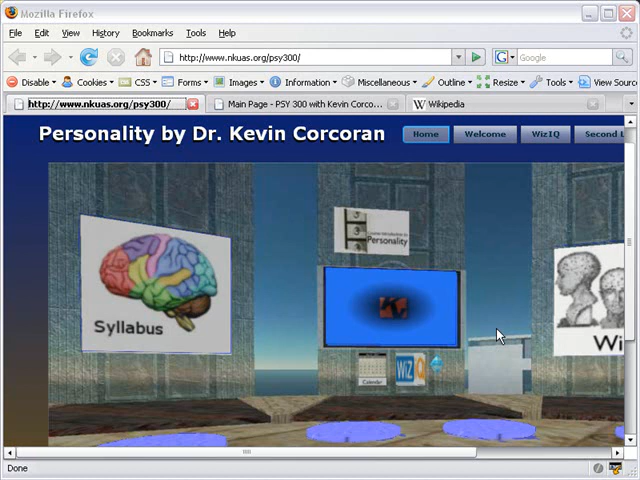 Mozilla Firefox
File Edit View History Bookmarks Tools Help
http://www.nkuas.org/psy300/
G Google
Disable Cookies CSS Forms Images Information Miscellaneous Outline Resize Tools View Source
http://www.nkuas.org/psy300/ Main Page - PSY 300 with Kevin Corco... W Wikipedia
Personality by Dr. Kevin Corcoran Home Welcome WizIQ Second L
Personality
Syllabus
Wi
Calendar WiZ Q
Done